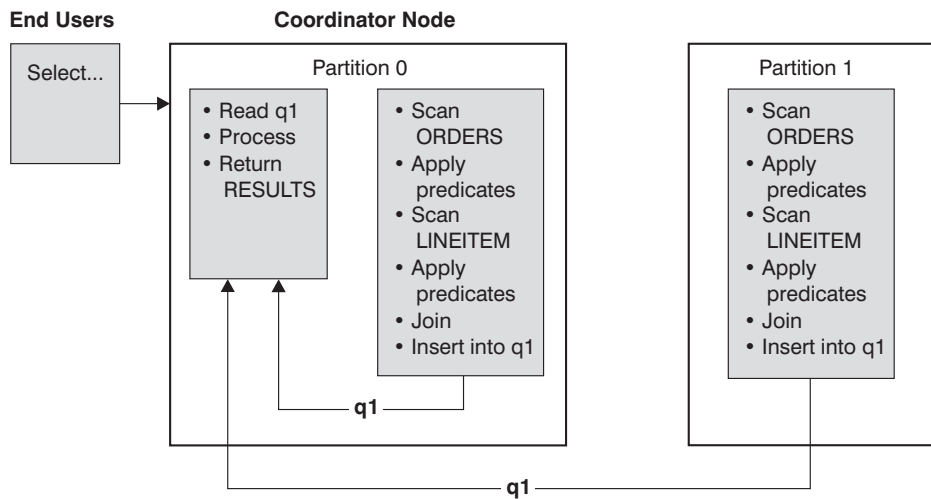 End Users
Coordinator Node
Select...
Partition 0
• Read q1
• Process
• Return
RESULTS
• Scan
ORDERS
• Apply
predicates
• Scan
LINEITEM
• Apply
predicates
• Join
• Insert into q1
q1
Partition 1
• Scan
ORDERS
• Apply
predicates
• Scan
LINEITEM
• Apply
predicates
• Join
• Insert into q1
q1